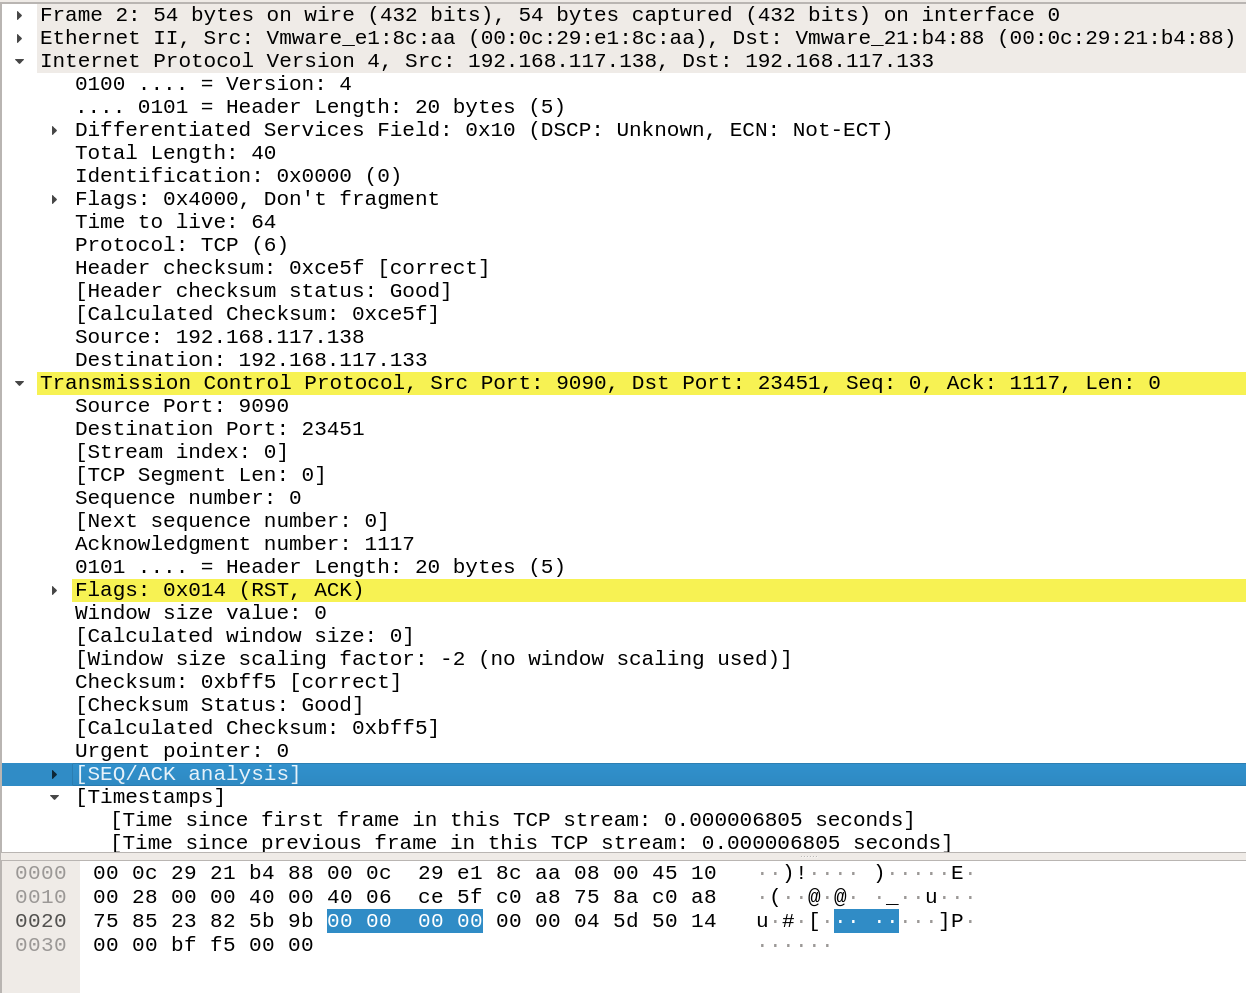 Frame 2: 54 bytes on wire (432 bits), 54 bytes captured (432 bits) on interface 0
Ethernet II, Src: Vmware_e1:8c:aa (00:0c:29:e1:8c:aa), Dst: Vmware_21:b4:88 (00:0c:29:21:b4:88)
Internet Protocol Version 4, Src: 192.168.117.138, Dst: 192.168.117.133
0100 .... = Version: 4
.... 0101 = Header Length: 20 bytes (5)
Differentiated Services Field: 0x10 (DSCP: Unknown, ECN: Not-ECT)
Total Length: 40
Identification: 0x0000 (0)
Flags: 0x4000, Don't fragment
Time to live: 64
Protocol: TCP (6)
Header checksum: 0xce5f [correct]
[Header checksum status: Good]
[Calculated Checksum: 0xce5f]
Source: 192.168.117.138
Destination: 192.168.117.133
Transmission Control Protocol, Src Port: 9090, Dst Port: 23451, Seq: 0, Ack: 1117, Len: 0
Source Port: 9090
Destination Port: 23451
[Stream index: 0]
[TCP Segment Len: 0]
Sequence number: 0
[Next sequence number: 0]
Acknowledgment number: 1117
0101 .... = Header Length: 20 bytes (5)
Flags: 0x014 (RST, ACK)
Window size value: 0
[Calculated window size: 0]
[Window size scaling factor: -2 (no window scaling used)]
Checksum: 0xbff5 [correct]
[Checksum Status: Good]
[Calculated Checksum: 0xbff5]
Urgent pointer: 0
[SEQ/ACK analysis]
[Timestamps]
[Time since first frame in this TCP stream: 0.000006805 seconds]
[Time since previous frame in this TCP stream: 0.000006805 seconds]
0000 00 0c 29 21 b4 88 00 0c 29 e1 8c aa 08 00 45 10 ··)!···· )·····E·
0010 00 28 00 00 40 00 40 06 ce 5f c0 a8 75 8a c0 a8 ·(··@·@· ·_··u···
0020 75 85 23 82 5b 9b 00 00 00 00 00 00 04 5d 50 14 u·#·[··· ·····]P·
0030 00 00 bf f5 00 00 ······